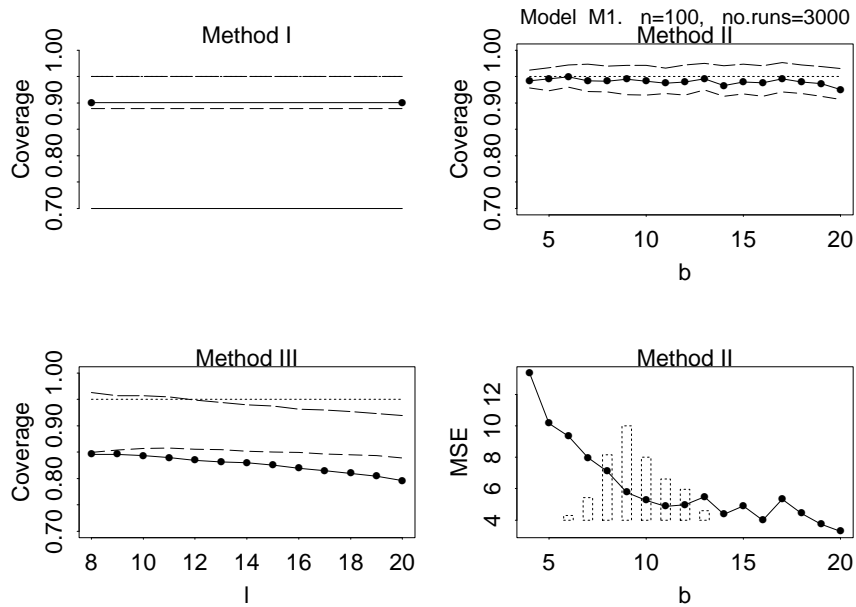 Model M1. n=100, no.runs=3000
Method I
Coverage
0.70 0.80 0.90 1.00
Method II
Coverage
0.70 0.80 0.90 1.00
5 10 15 20
b
Method III
Coverage
0.70 0.80 0.90 1.00
8 10 12 14 16 18 20
l
Method II
MSE
4 6 8 10 12
5 10 15 20
b